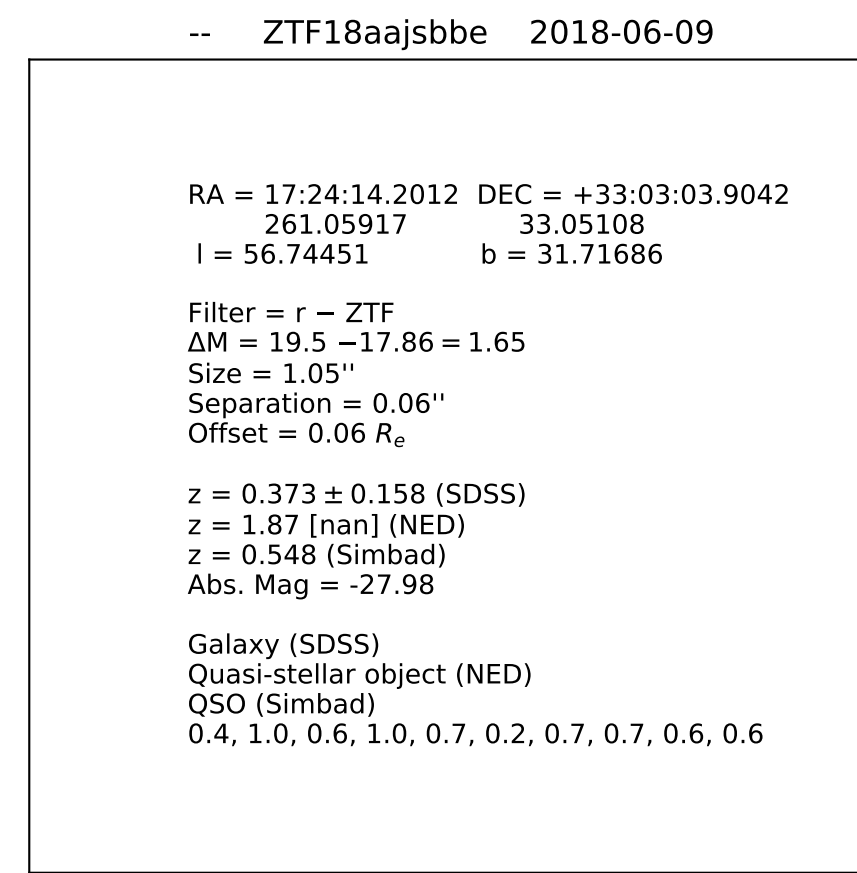 -- ZTF18aajsbbe 2018-06-09
RA = 17:24:14.2012 DEC = +33:03:03.9042
261.05917 33.05108
l = 56.74451 b = 31.71686
Filter = r − ZTF
ΔM = 19.5 −17.86 = 1.65
Size = 1.05''
Separation = 0.06''
Offset = 0.06 Re
z = 0.373 ± 0.158 (SDSS)
z = 1.87 [nan] (NED)
z = 0.548 (Simbad)
Abs. Mag = -27.98
Galaxy (SDSS)
Quasi-stellar object (NED)
QSO (Simbad)
0.4, 1.0, 0.6, 1.0, 0.7, 0.2, 0.7, 0.7, 0.6, 0.6